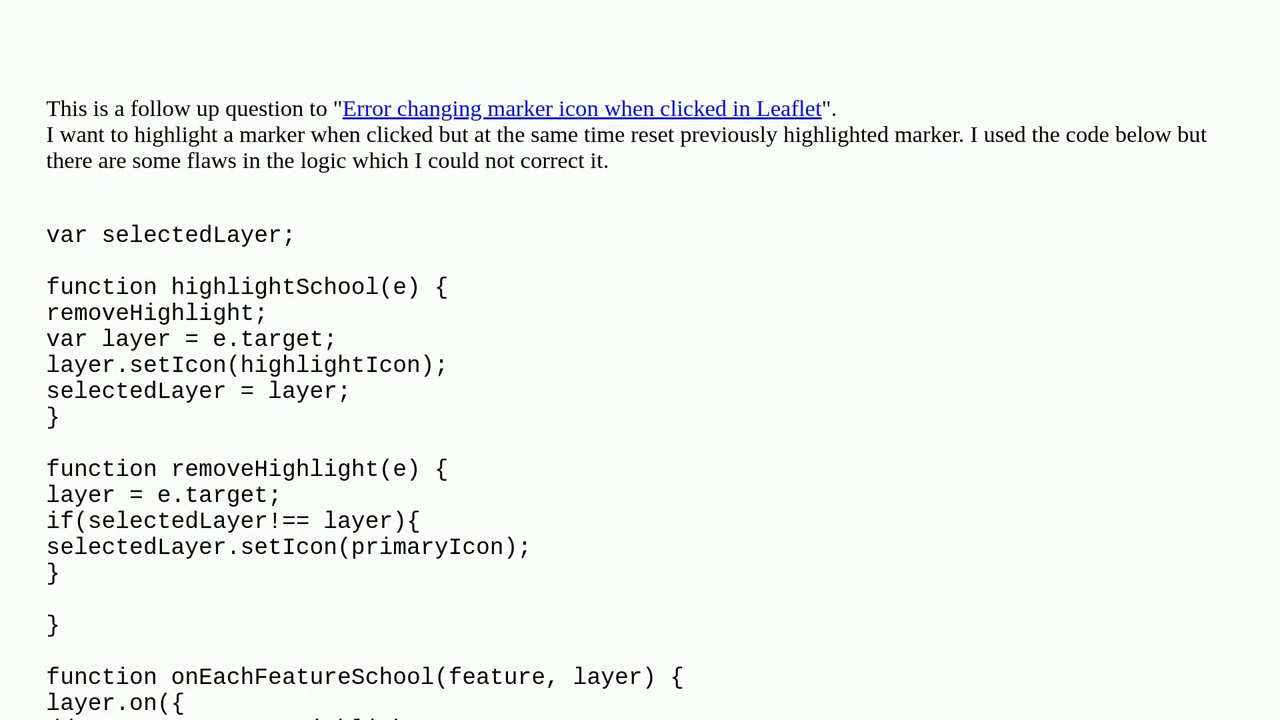 This is a follow up question to "Error changing marker icon when clicked in Leaflet".
I want to highlight a marker when clicked but at the same time reset previously highlighted marker. I used the code below but
there are some flaws in the logic which I could not correct it.
var selectedLayer;
function highlightSchool(e) {
removeHighlight;
var layer = e.target;
layer.setIcon(highlightIcon);
selectedLayer = layer;
}
function removeHighlight(e) {
layer = e.target;
if(selectedLayer!== layer){
selectedLayer.setIcon(primaryIcon);
}
}
function onEachFeatureSchool(feature, layer) {
layer.on({